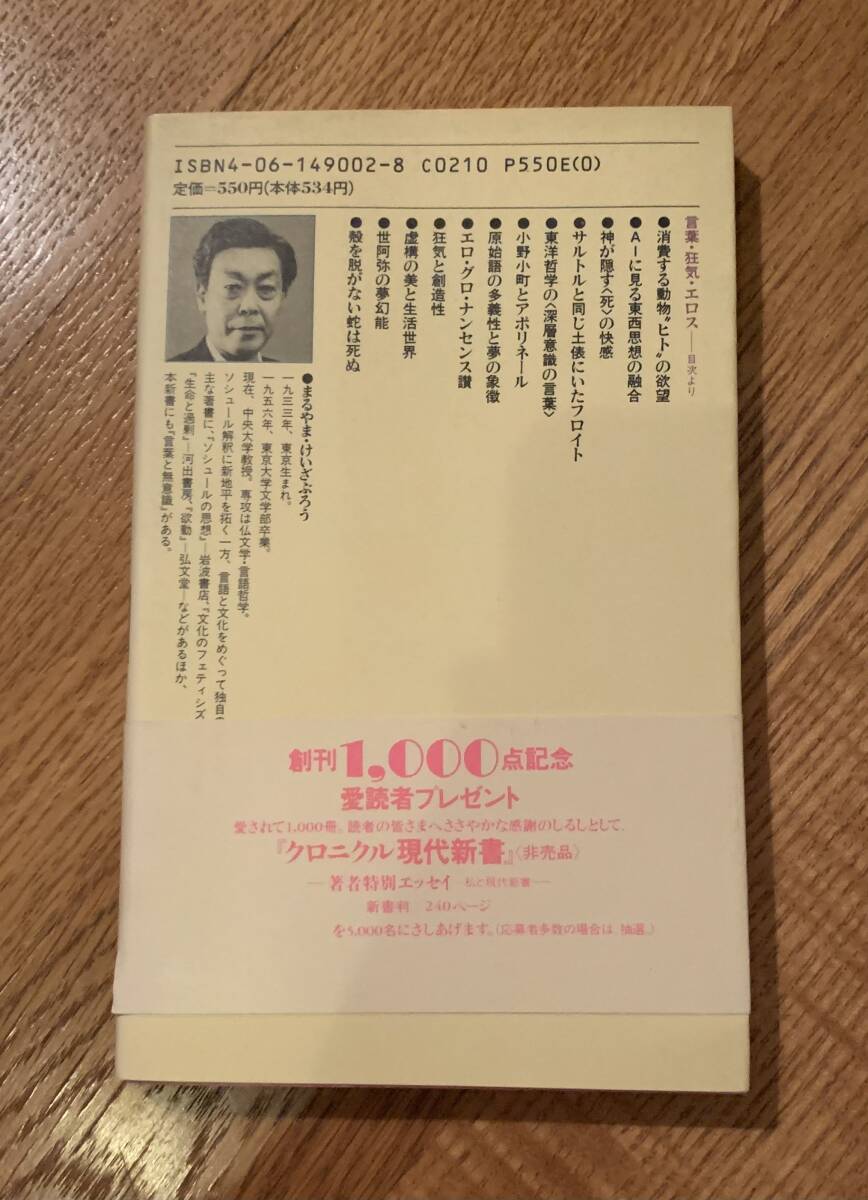 ISBN4-06-149002-8 C0210 P550E(0)
定価=550円(本体534円)
言葉・狂気・エロス——目次より
●消費する動物〝ヒト〟の欲望
●AIに見る東西思想の融合
●神が隠す〈死〉の快感
●サルトルと同じ土俵にいたフロイト
●東洋哲学の〈深層意識の言葉〉
●小野小町とアポリネール
●原始語の多義性と夢の象徴
●エロ・グロ・ナンセンス讃
●狂気と創造性
●虚構の美と生活世界
●世阿弥の夢幻能
●殻を脱がない蛇は死ぬ
●まるやま・けいざぶろう
一九三三年、東京生まれ。
一九五六年、東京大学文学部卒業。
現在、中央大学教授。専攻は仏文学・言語哲学。
ソシュール解釈に新地平を拓く一方、言語と文化をめぐって独自の
主な著書に、『ソシュールの思想』—岩波書店、『文化のフェティシズ
『生命と過剰』—河出書房、『欲動』—弘文堂—などがあるほか、
本新書にも『言葉と無意識』がある。
創刊1,000点記念
愛読者プレゼント
愛されて1,000冊。読者の皆さまへささやかな感謝のしるしとして、
『クロニクル現代新書』〈非売品〉
—著者特別エッセイ—私と現代新書—
新書判 240ページ
を5,000名にさしあげます。(応募者多数の場合は、抽選。)